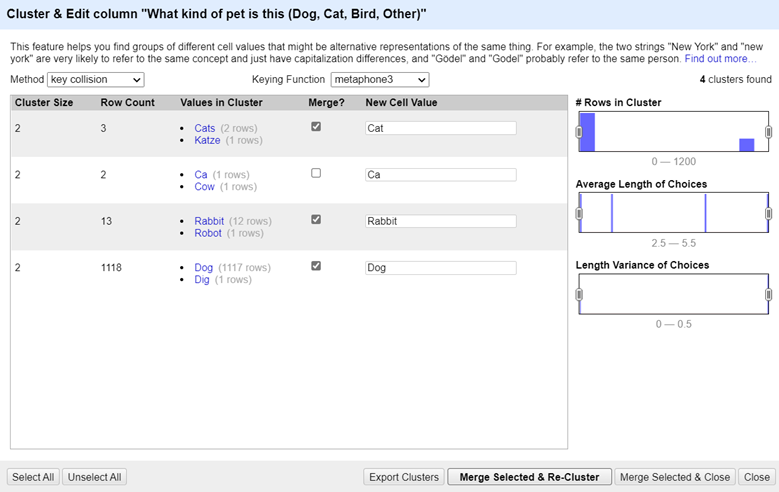 Cluster & Edit column "What kind of pet is this (Dog, Cat, Bird, Other)"
This feature helps you find groups of different cell values that might be alternative representations of the same thing. For example, the two strings "New York" and "new
york" are very likely to refer to the same concept and just have capitalization differences, and "Gödel" and "Godel" probably refer to the same person. Find out more...
Method key collision Keying Function metaphone3 4 clusters found
Cluster Size Row Count Values in Cluster Merge? New Cell Value
2 3 Cats (2 rows) Cat
Katze (1 rows)
2 2 Ca (1 rows) Ca
Cow (1 rows)
2 13 Rabbit (12 rows) Rabbit
Robot (1 rows)
2 1118 Dog (1117 rows) Dog
Dig (1 rows)
# Rows in Cluster
0 — 1200
Average Length of Choices
2.5 — 5.5
Length Variance of Choices
0 — 0.5
Select All Unselect All Export Clusters Merge Selected & Re-Cluster Merge Selected & Close Close